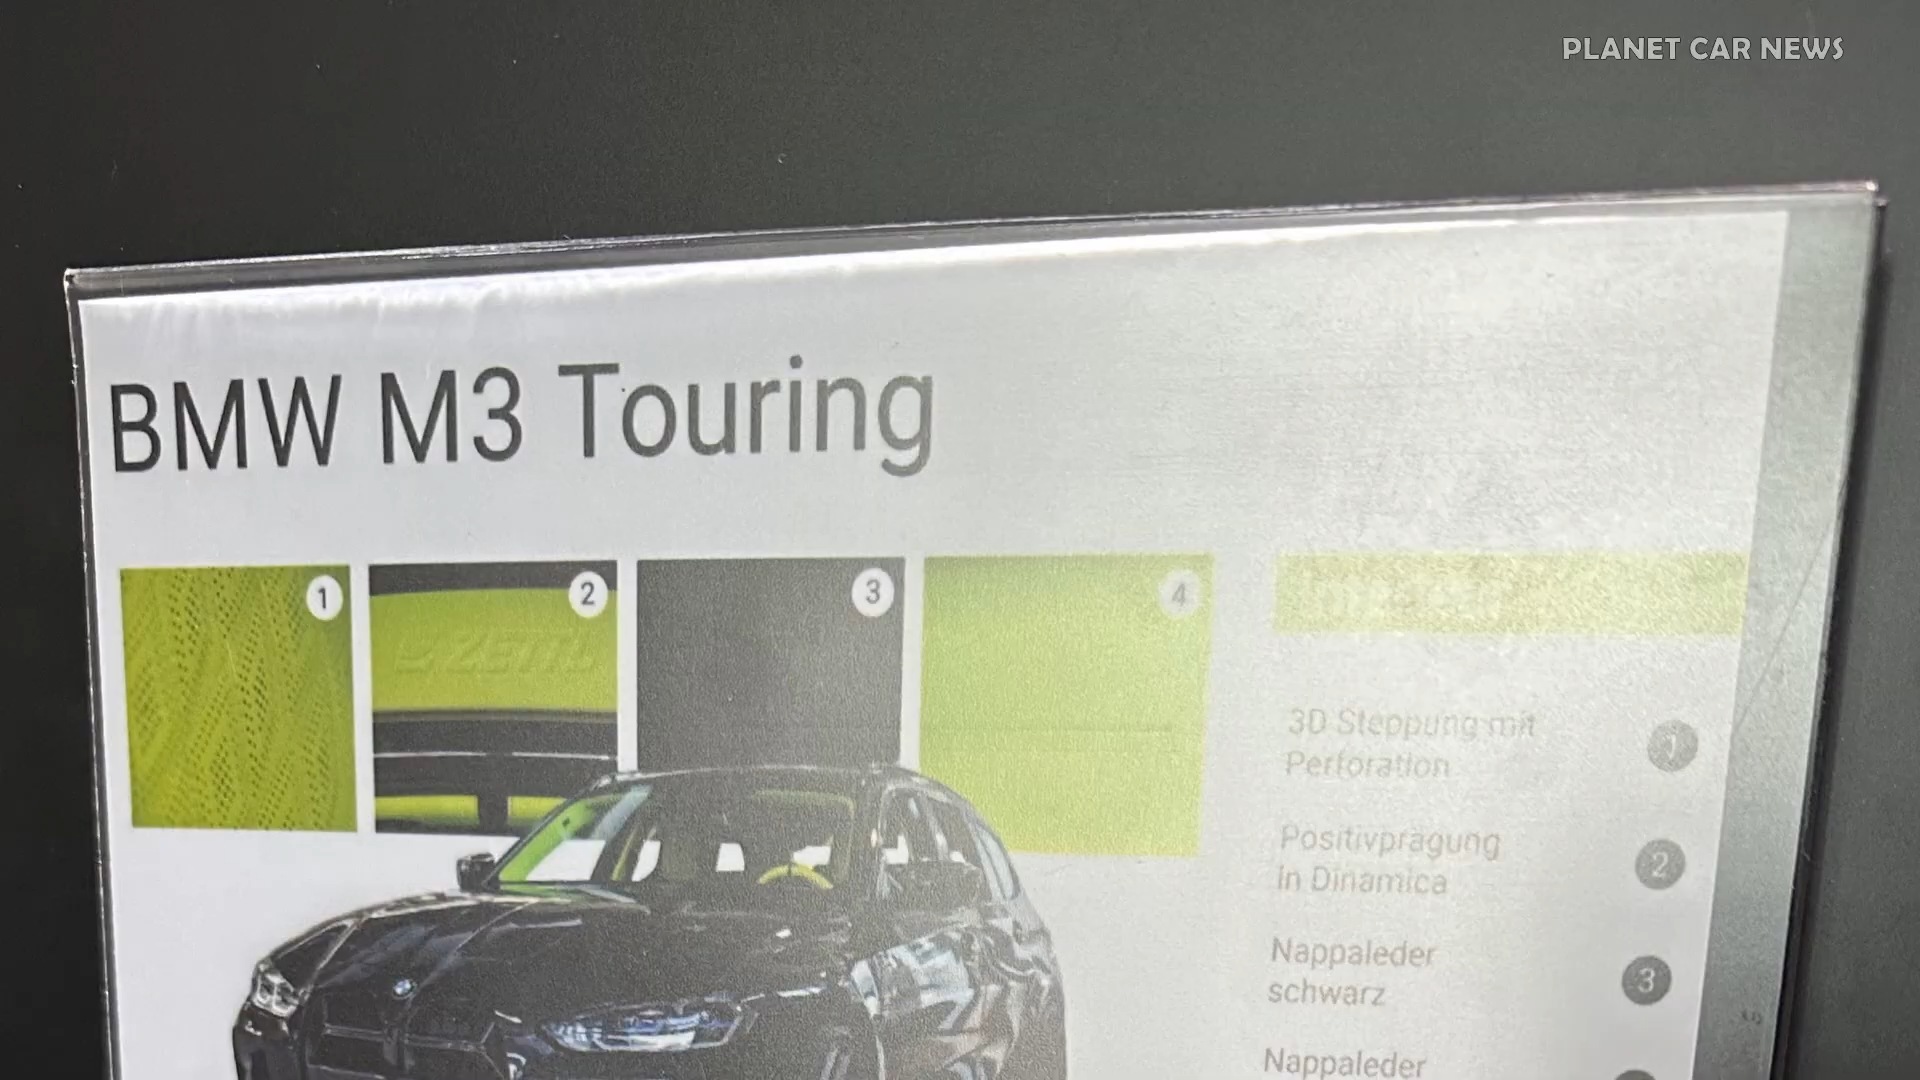 PLANET CAR NEWS
BMW M3 Touring
1
2
3
4
ZETTL
3D Steppung mit
Perforation
1
Positivprägung
in Dinamica
2
Nappaleder
schwarz
3
Nappaleder